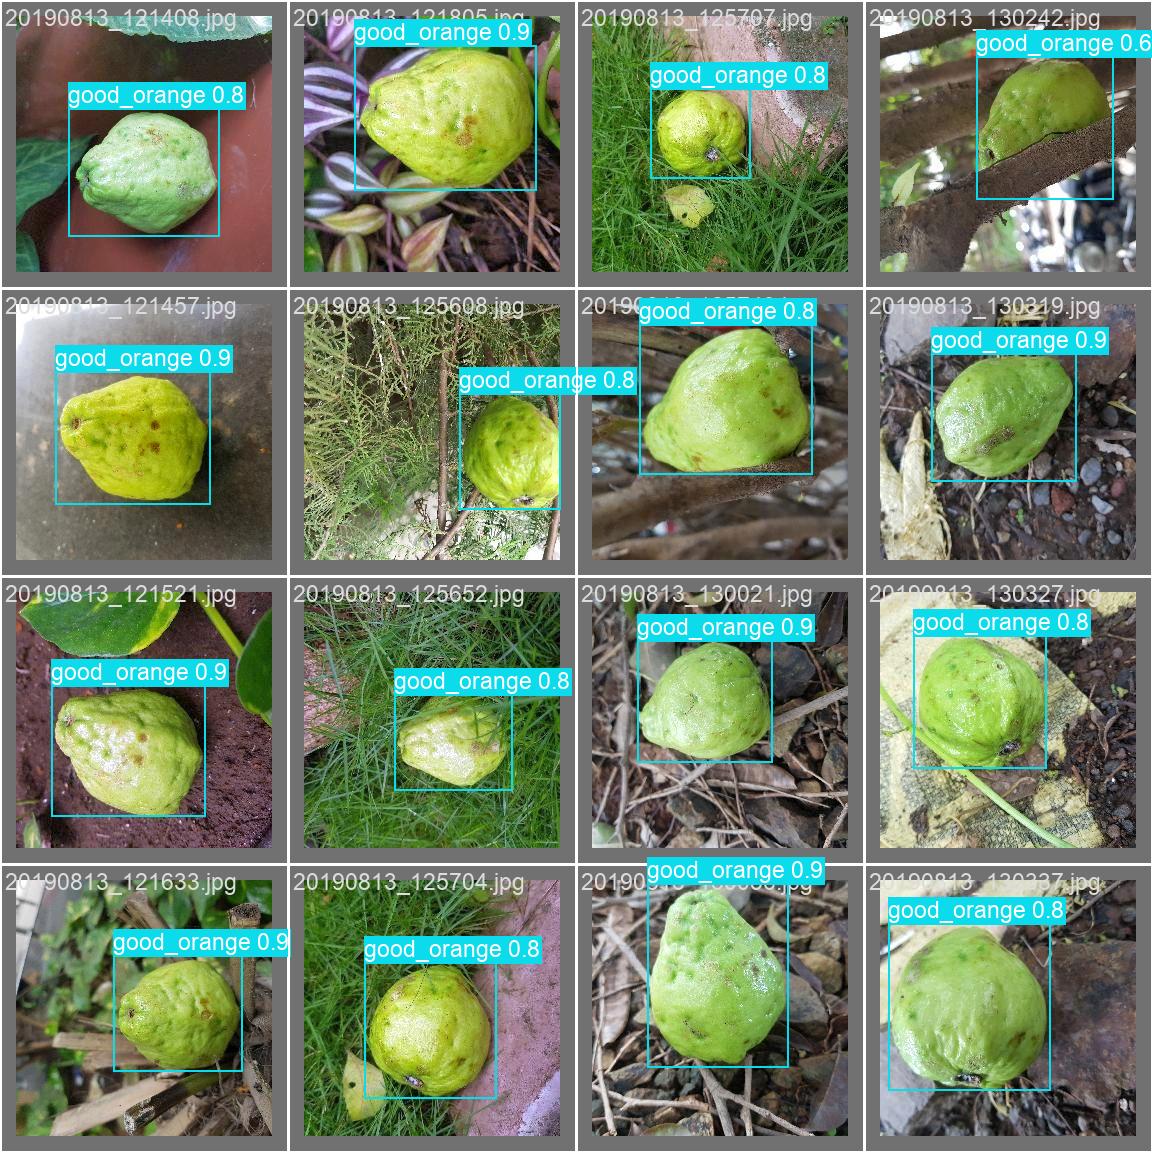 20190813_121408.jpg
good_orange 0.8
20190813_121805.jpg
good_orange 0.9
20190813_125707.jpg
good_orange 0.8
20190813_130242.jpg
good_orange 0.6
20190813_121457.jpg
good_orange 0.9
20190813_125608.jpg
good_orange 0.8
good_orange 0.8
20190813_130319.jpg
good_orange 0.9
20190813_121521.jpg
good_orange 0.9
20190813_125652.jpg
good_orange 0.8
20190813_130021.jpg
good_orange 0.9
20190813_130327.jpg
good_orange 0.8
20190813_121633.jpg
good_orange 0.9
20190813_125704.jpg
good_orange 0.8
good_orange 0.9
20190813_130337.jpg
good_orange 0.8